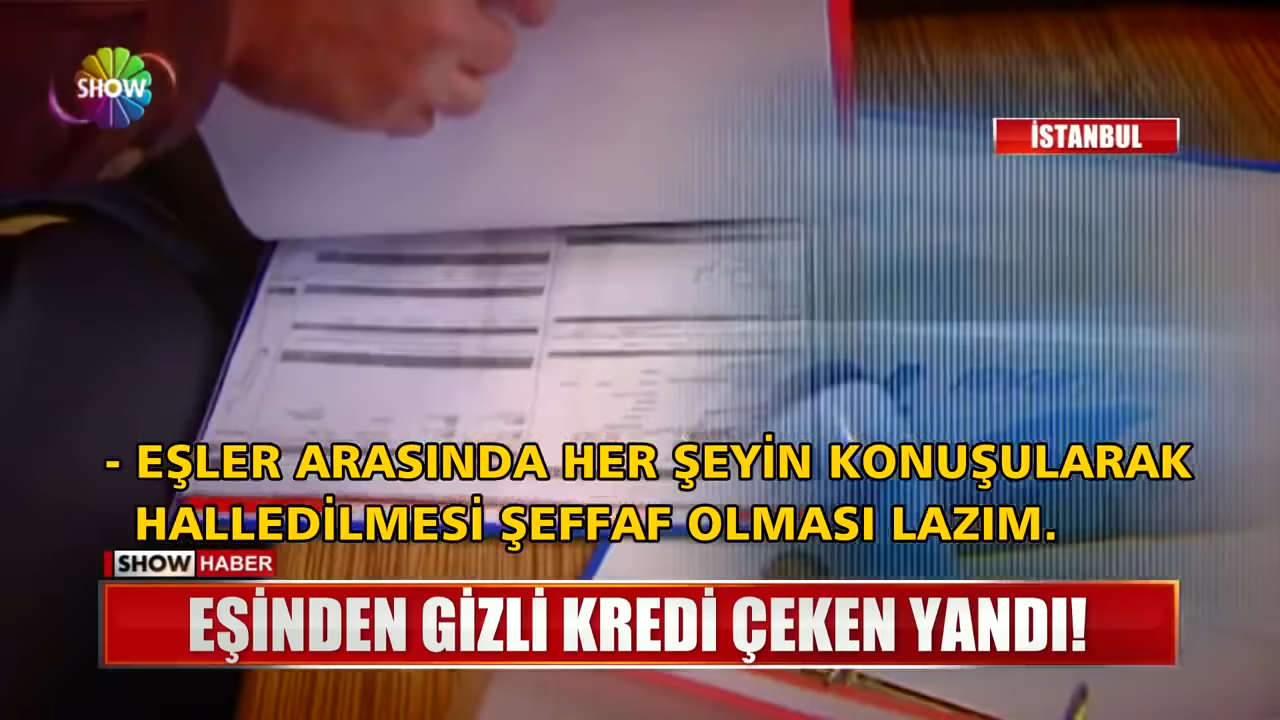 SHOW
İSTANBUL
- EŞLER ARASINDA HER ŞEYİN KONUŞULARAK
HALLEDİLMESİ ŞEFFAF OLMASI LAZIM.
SHOW HABER
EŞİNDEN GİZLİ KREDİ ÇEKEN YANDI!